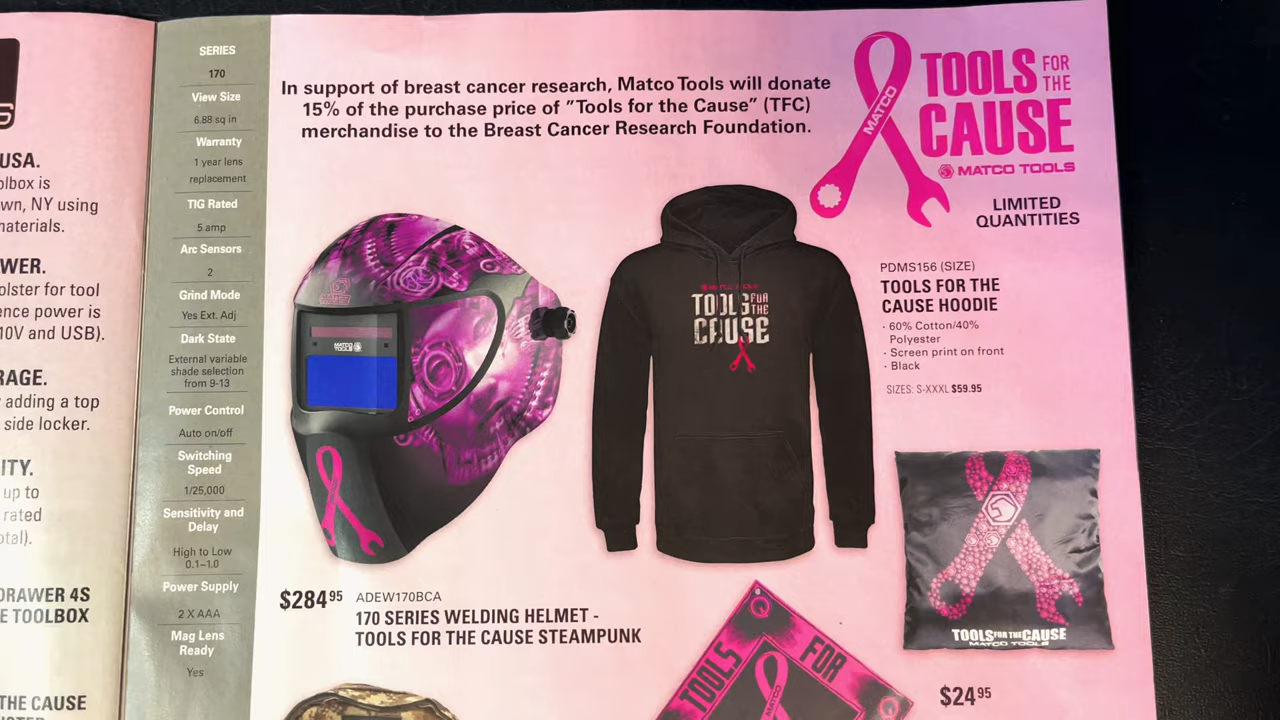 USA.
olbox is
wn, NY using
naterials.
WER.
olster for tool
ence power is
10V and USB).
RAGE.
adding a top
side locker.
ITY.
up to
rated
otal).
DRAWER 4S
E TOOLBOX
THE CAUSE
SERIES
170
View Size
6.88 sq in
Warranty
1 year lens
replacement
TIG Rated
5 amp
Arc Sensors
2
Grind Mode
Yes Ext. Adj
Dark State
External variable
shade selection
from 9-13
Power Control
Auto on/off
Switching
Speed
1/25,000
Sensitivity and
Delay
High to Low
0.1–1.0
Power Supply
2 X AAA
Mag Lens
Ready
Yes
In support of breast cancer research, Matco Tools will donate
15% of the purchase price of "Tools for the Cause" (TFC)
merchandise to the Breast Cancer Research Foundation.
MATCO
TOOLS FOR
THE
CAUSE
MATCO TOOLS
LIMITED
QUANTITIES
MATCO
TOOLS
$284 95
ADEW170BCA
170 SERIES WELDING HELMET -
TOOLS FOR THE CAUSE STEAMPUNK
MATCO TOOLS
TOOLS FOR
THE
CAUSE
PDMS156 (SIZE)
TOOLS FOR THE
CAUSE HOODIE
· 60% Cotton/40%
Polyester
· Screen print on front
· Black
SIZES: S-XXXL $59.95
TOOLS FOR THE CAUSE
MATCO TOOLS
$24 95
TOOLS FOR
MATCO